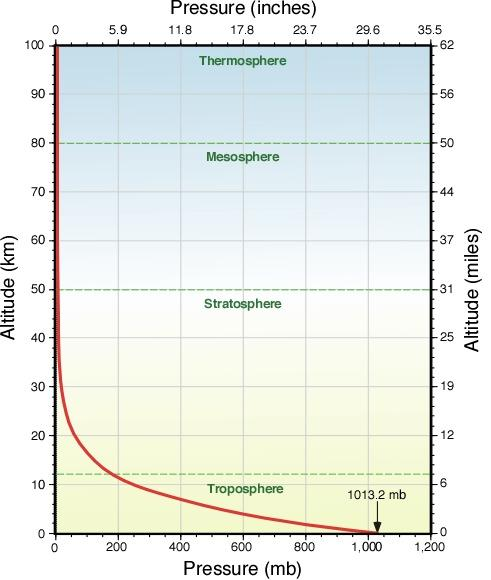 Pressure (inches)
0 5.9 11.8 17.8 23.7 29.6 35.5
100 62
Thermosphere
90 56
80 50
Mesosphere
70 44
60 37
Altitude (km)
Altitude (miles)
50 31
Stratosphere
40 25
30 19
20 12
10 6
Troposphere
1013.2 mb
0 0
0 200 400 600 800 1,000 1,200
Pressure (mb)